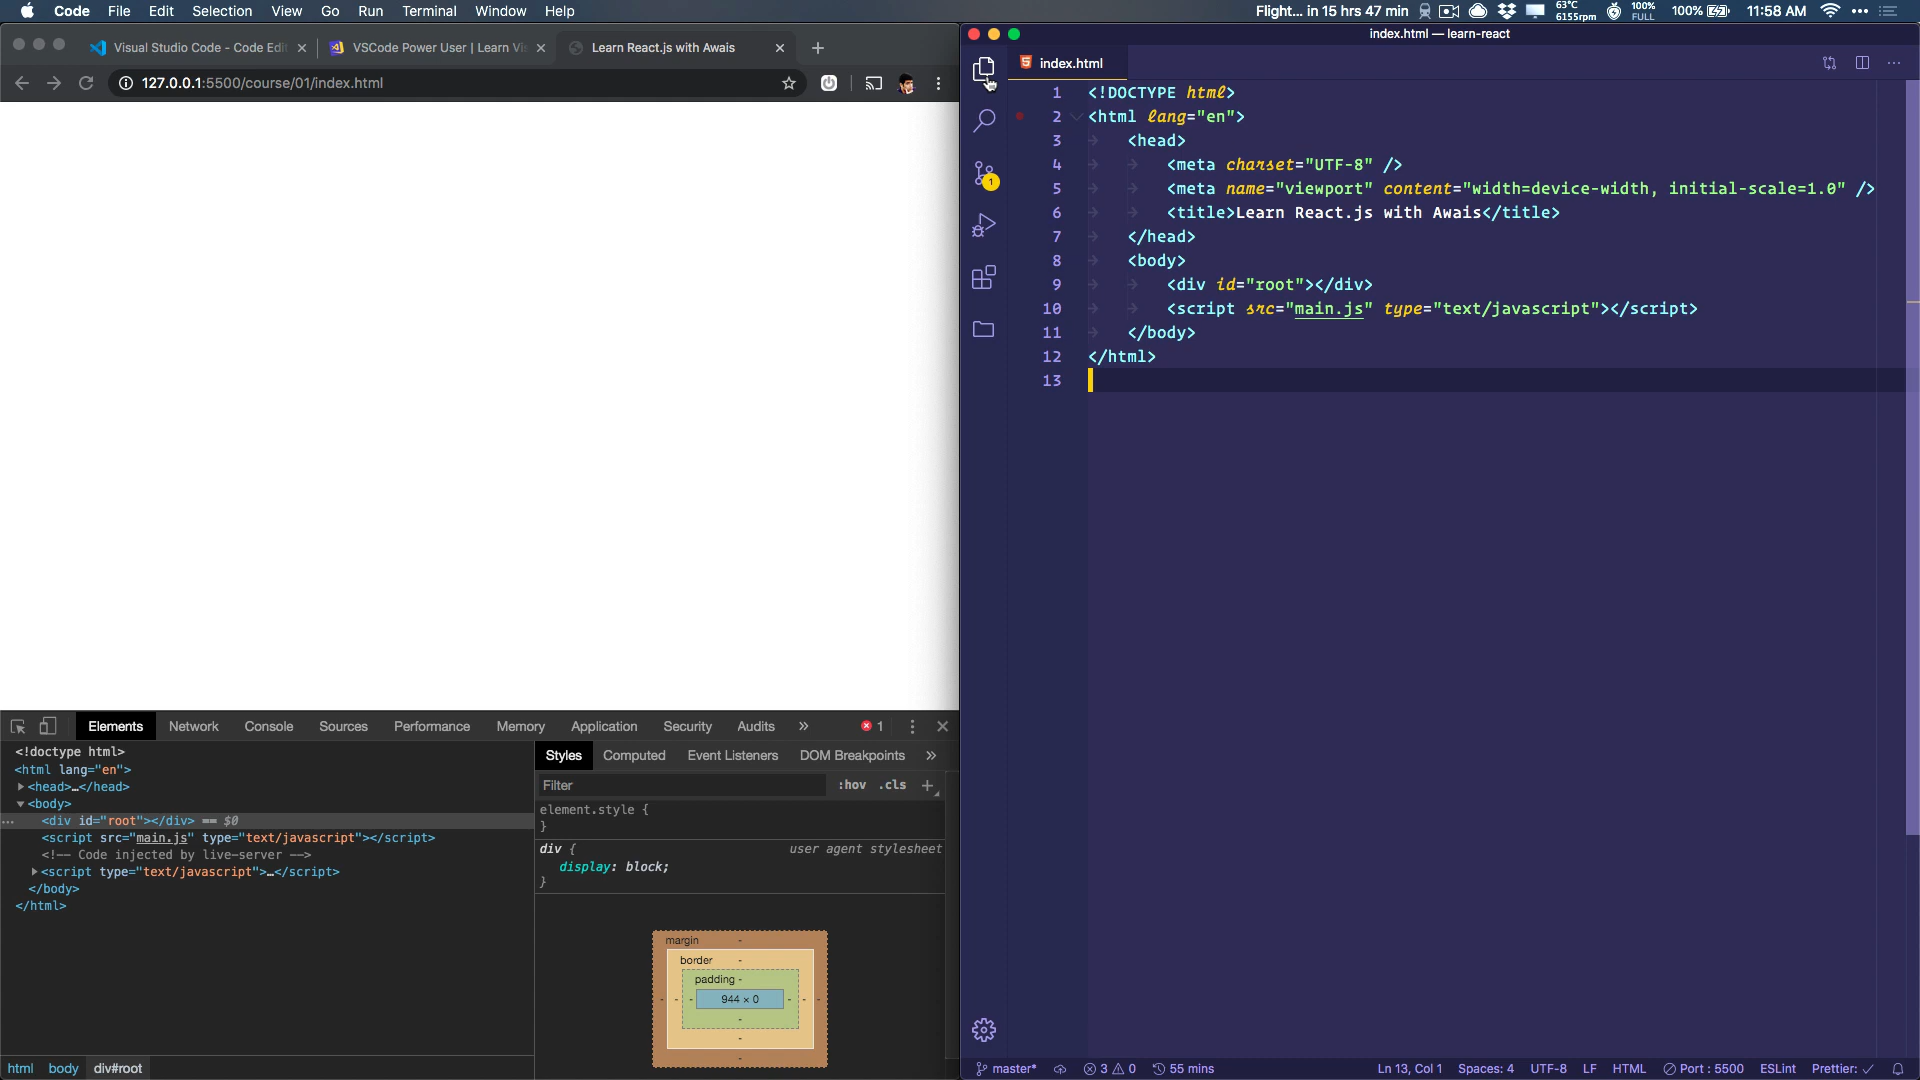 Code File Edit Selection View Go Run Terminal Window Help
Flight... in 15 hrs 47 min 63°C 6155rpm 100% FULL 100% 11:58 AM
Visual Studio Code - Code Edit
VSCode Power User | Learn Vi
Learn React.js with Awais
127.0.0.1:5500/course/01/index.html
index.html — learn-react
index.html
1 <!DOCTYPE html>
2 <html lang="en">
3 <head>
4 <meta charset="UTF-8" />
5 <meta name="viewport" content="width=device-width, initial-scale=1.0" />
6 <title>Learn React.js with Awais</title>
7 </head>
8 <body>
9 <div id="root"></div>
10 <script src="main.js" type="text/javascript"></script>
11 </body>
12 </html>
13
1
Elements Network Console Sources Performance Memory Application Security Audits » 1
<!doctype html>
<html lang="en">
<head>…</head>
<body>
… <div id="root"></div> == $0
<script src="main.js" type="text/javascript"></script>
<!-- Code injected by live-server -->
<script type="text/javascript">…</script>
</body>
</html>
html body div#root
Styles Computed Event Listeners DOM Breakpoints »
Filter :hov .cls +
element.style {
}
div { user agent stylesheet
display: block;
}
margin -
border -
padding -
- - - 944 × 0 - - -
-
-
-
master* 3 0 55 mins Ln 13, Col 1 Spaces: 4 UTF-8 LF HTML Port : 5500 ESLint Prettier: ✓